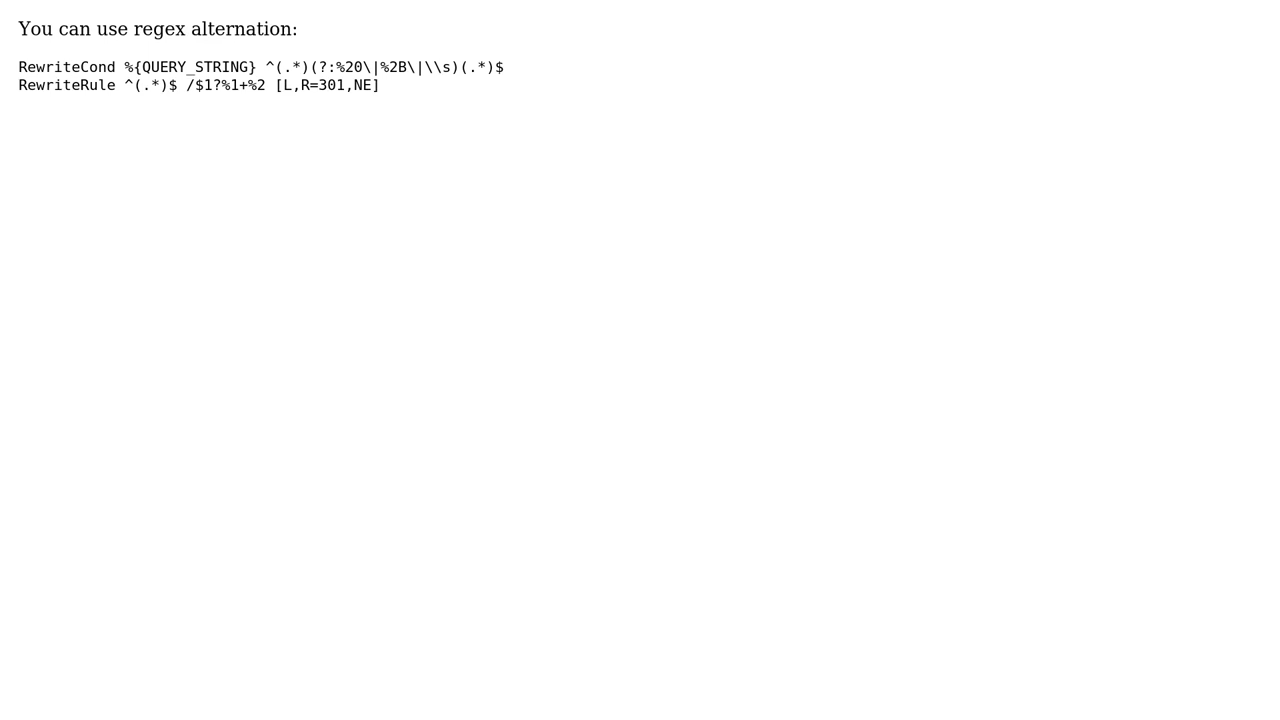 You can use regex alternation:
RewriteCond %{QUERY_STRING} ^(.*)(?:%20\|%2B\|\\s)(.*)$
RewriteRule ^(.*)$ /$1?%1+%2 [L,R=301,NE]